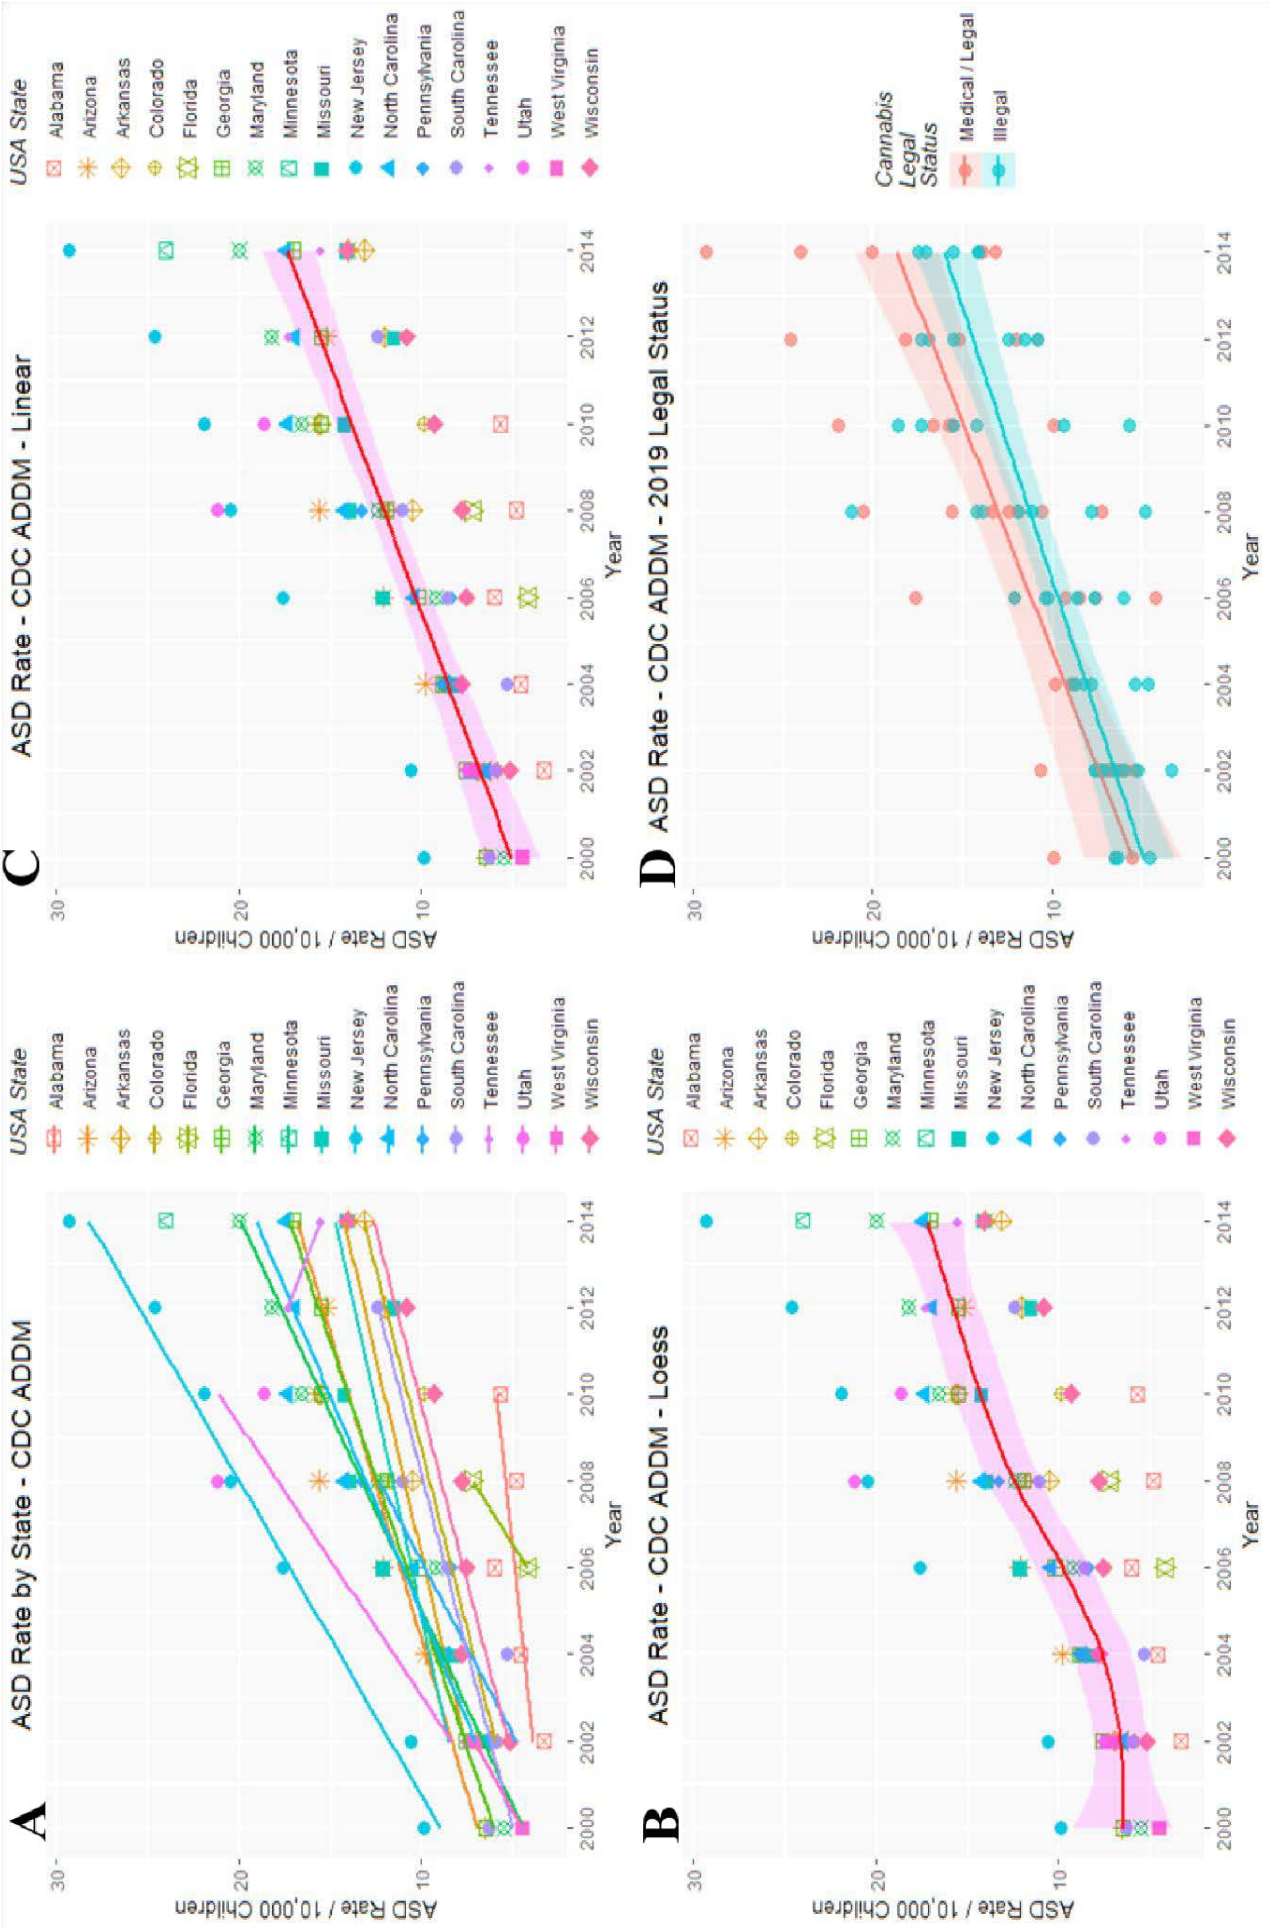 A
ASD Rate by State - CDC ADDM
ASD Rate / 10,000 Children
30
20
10
2000
2002
2004
2006
2008
2010
2012
2014
Year
USA State
Alabama
Arizona
Arkansas
Colorado
Florida
Georgia
Maryland
Minnesota
Missouri
New Jersey
North Carolina
Pennsylvania
South Carolina
Tennessee
Utah
West Virginia
Wisconsin
C
ASD Rate - CDC ADDM - Linear
ASD Rate / 10,000 Children
30
20
10
2000
2002
2004
2006
2008
2010
2012
2014
Year
USA State
Alabama
Arizona
Arkansas
Colorado
Florida
Georgia
Maryland
Minnesota
Missouri
New Jersey
North Carolina
Pennsylvania
South Carolina
Tennessee
Utah
West Virginia
Wisconsin
B
ASD Rate - CDC ADDM - Loess
ASD Rate / 10,000 Children
30
20
10
2000
2002
2004
2006
2008
2010
2012
2014
Year
USA State
Alabama
Arizona
Arkansas
Colorado
Florida
Georgia
Maryland
Minnesota
Missouri
New Jersey
North Carolina
Pennsylvania
South Carolina
Tennessee
Utah
West Virginia
Wisconsin
D
ASD Rate - CDC ADDM - 2019 Legal Status
ASD Rate / 10,000 Children
30
20
10
2000
2002
2004
2006
2008
2010
2012
2014
Year
Cannabis
Legal
Status
Medical / Legal
Illegal